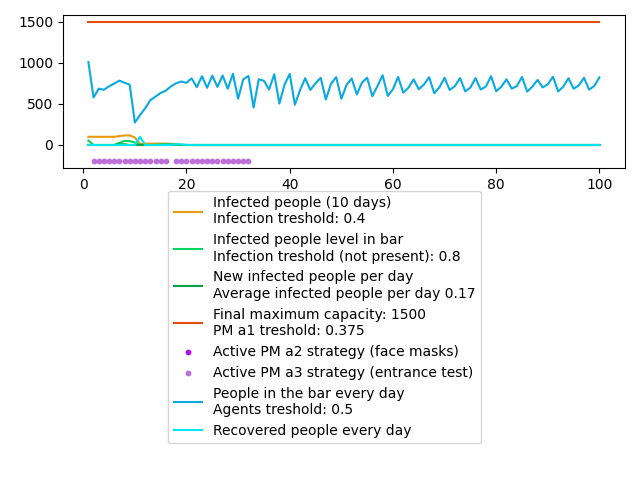 1500
1000
500
0
0 20 40 60 80 100
Infected people (10 days)
Infection treshold: 0.4
Infected people level in bar
Infection treshold (not present): 0.8
New infected people per day
Average infected people per day 0.17
Final maximum capacity: 1500
PM a1 treshold: 0.375
Active PM a2 strategy (face masks)
Active PM a3 strategy (entrance test)
People in the bar every day
Agents treshold: 0.5
Recovered people every day